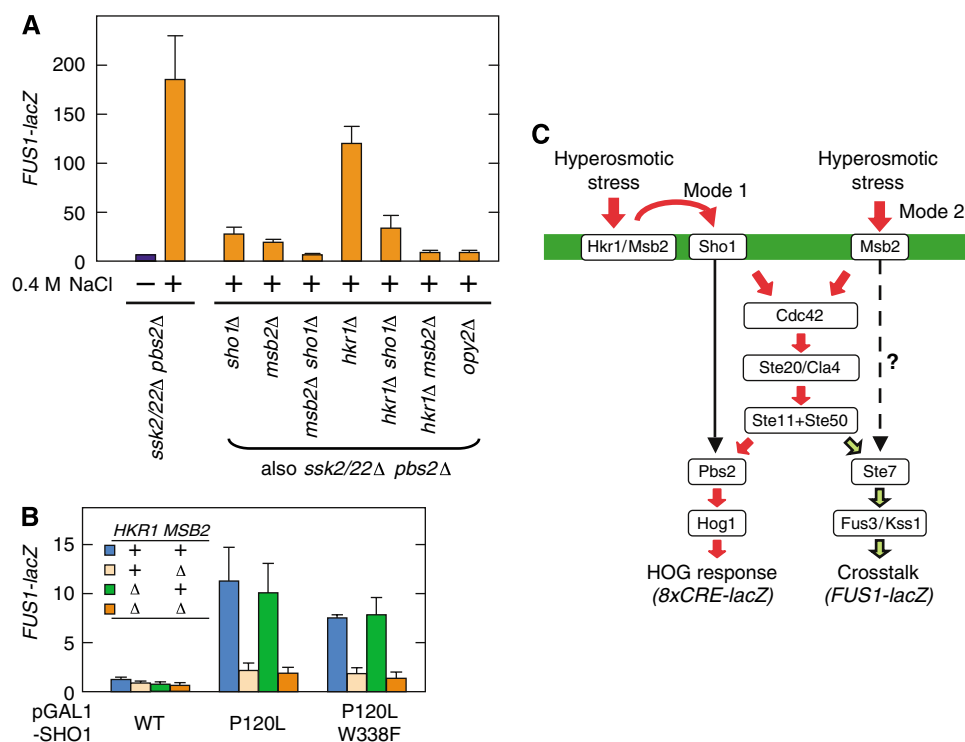 A
FUS1-lacZ
200
150
100
50
0
0.4 M NaCl − + + + + + + + +
ssk2/22Δ pbs2Δ
sho1Δ
msb2Δ
msb2Δ sho1Δ
hkr1Δ
hkr1Δ sho1Δ
hkr1Δ msb2Δ
opy2Δ
also ssk2/22Δ pbs2Δ
B
FUS1-lacZ
15
10
5
0
HKR1 MSB2
+ +
+ Δ
Δ +
Δ Δ
pGAL1
-SHO1
WT
P120L
P120L
W338F
C
Hyperosmotic
stress
Mode 1
Hyperosmotic
stress
Mode 2
Hkr1/Msb2
Sho1
Msb2
Cdc42
Ste20/Cla4
?
Ste11+Ste50
Pbs2
Ste7
Hog1
Fus3/Kss1
HOG response
(8xCRE-lacZ)
Crosstalk
(FUS1-lacZ)